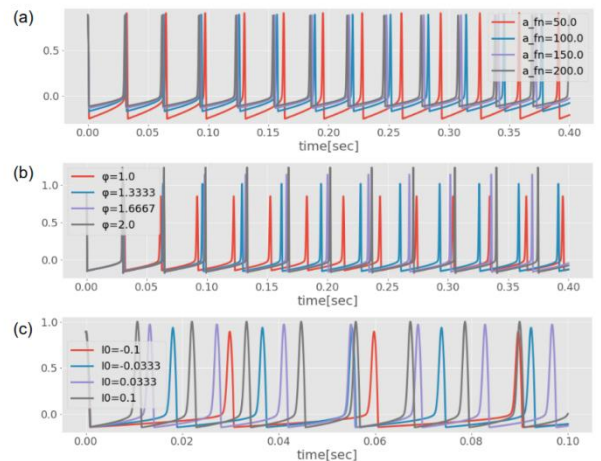 (a)
0.5
0.0
a_fn=50.0
a_fn=100.0
a_fn=150.0
a_fn=200.0
0.00 0.05 0.10 0.15 0.20 0.25 0.30 0.35 0.40
time[sec]
(b)
1.0
0.5
0.0
φ=1.0
φ=1.3333
φ=1.6667
φ=2.0
0.00 0.05 0.10 0.15 0.20 0.25 0.30 0.35 0.40
time[sec]
(c)
1.0
0.5
0.0
I0=-0.1
I0=-0.0333
I0=0.0333
I0=0.1
0.00 0.02 0.04 0.06 0.08 0.10
time[sec]